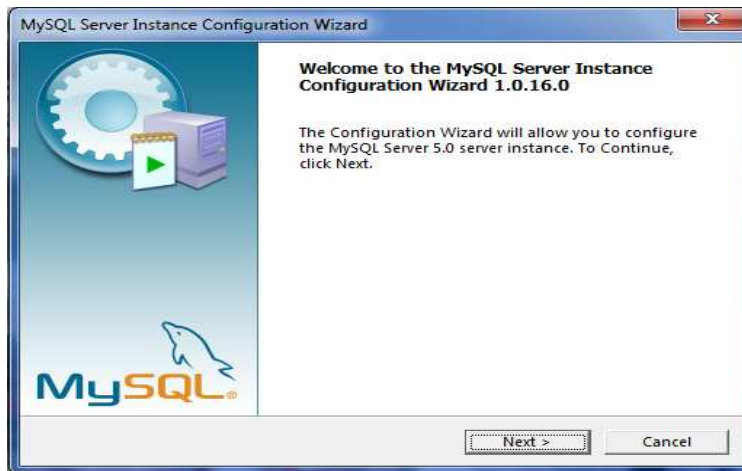 MySQL Server Instance Configuration Wizard
Welcome to the MySQL Server Instance
Configuration Wizard 1.0.16.0
The Configuration Wizard will allow you to configure
the MySQL Server 5.0 server instance. To Continue,
click Next.
MySQL®
Next >
Cancel